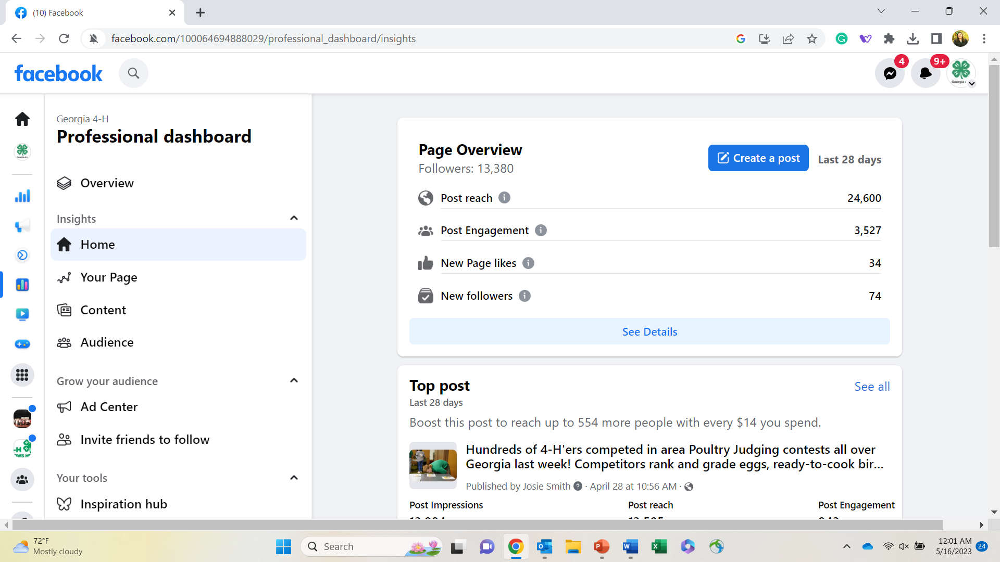 (10) Facebook
facebook.com/100064694888029/professional_dashboard/insights
facebook
4
9+
Georgia 4-H
Professional dashboard
Overview
Insights
Home
Your Page
Content
Audience
Grow your audience
Ad Center
Invite friends to follow
Your tools
Inspiration hub
Page Overview
Followers: 13,380
Create a post
Last 28 days
Post reach
24,600
Post Engagement
3,527
New Page likes
34
New followers
74
See Details
Top post
See all
Last 28 days
Boost this post to reach up to 554 more people with every $14 you spend.
Hundreds of 4-H'ers competed in area Poultry Judging contests all over
Georgia last week! Competitors rank and grade eggs, ready-to-cook bir...
Published by Josie Smith · April 28 at 10:56 AM ·
Post Impressions
Post reach
Post Engagement
72°F
Mostly cloudy
Search
12:01 AM
5/16/2023
24